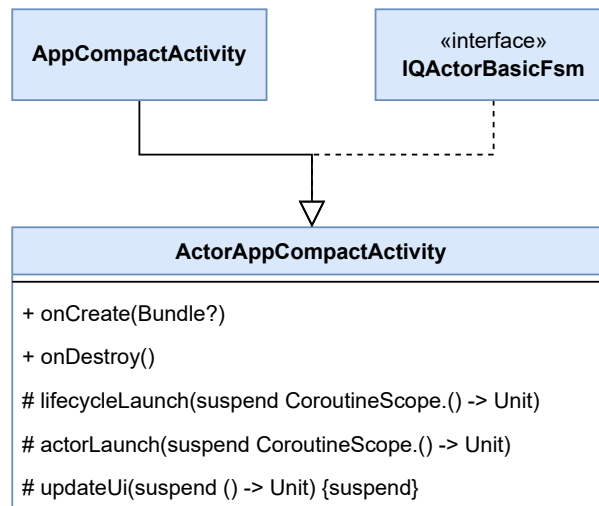 AppCompactActivity
«interface»
IQActorBasicFsm
ActorAppCompactActivity
+ onCreate(Bundle?)
+ onDestroy()
# lifecycleLaunch(suspend CoroutineScope.() -> Unit)
# actorLaunch(suspend CoroutineScope.() -> Unit)
# updateUi(suspend () -> Unit) {suspend}